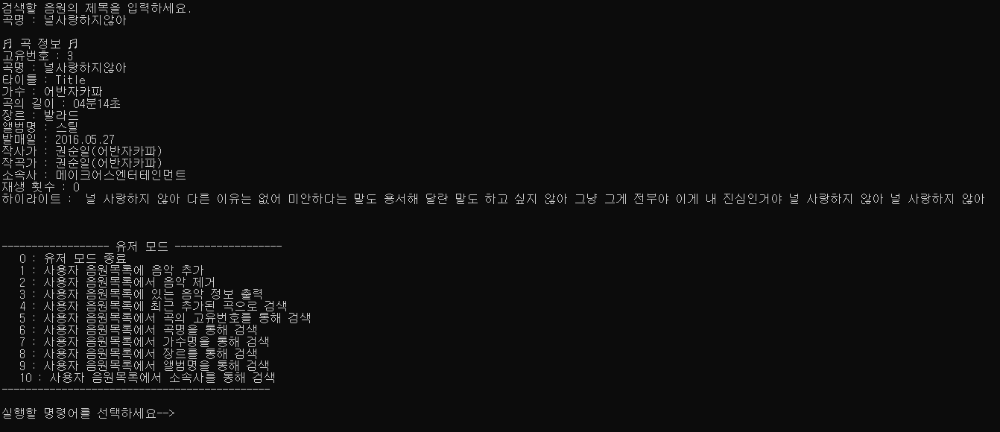 검색할 음원의 제목을 입력하세요.
곡명 : 널사랑하지않아
♬ 곡 정보 ♬
고유번호 : 3
곡명 : 널사랑하지않아
타이틀 : Title
가수 : 어반자카파
곡의 길이 : 04분14초
장르 : 발라드
앨범명 : 스틸
발매일 : 2016.05.27
작사가 : 권순일(어반자카파)
작곡가 : 권순일(어반자카파)
소속사 : 메이크어스엔터테인먼트
재생 횟수 : 0
하이라이트 :  널 사랑하지 않아 다른 이유는 없어 미안하다는 말도 용서해 달란 말도 하고 싶지 않아 그냥 그게 전부야 이게 내 진심인거야 널 사랑하지 않아 널 사랑하지 않아
------------------ 유저 모드 ------------------
0 : 유저 모드 종료
1 : 사용자 음원목록에 음악 추가
2 : 사용자 음원목록에서 음악 제거
3 : 사용자 음원목록에 있는 음악 정보 출력
4 : 사용자 음원목록에 최근 추가된 곡으로 검색
5 : 사용자 음원목록에서 곡의 고유번호를 통해 검색
6 : 사용자 음원목록에서 곡명을 통해 검색
7 : 사용자 음원목록에서 가수명을 통해 검색
8 : 사용자 음원목록에서 장르를 통해 검색
9 : 사용자 음원목록에서 앨범명을 통해 검색
10 : 사용자 음원목록에서 소속사를 통해 검색
---------------------------------------------
실행할 명령어를 선택하세요-->